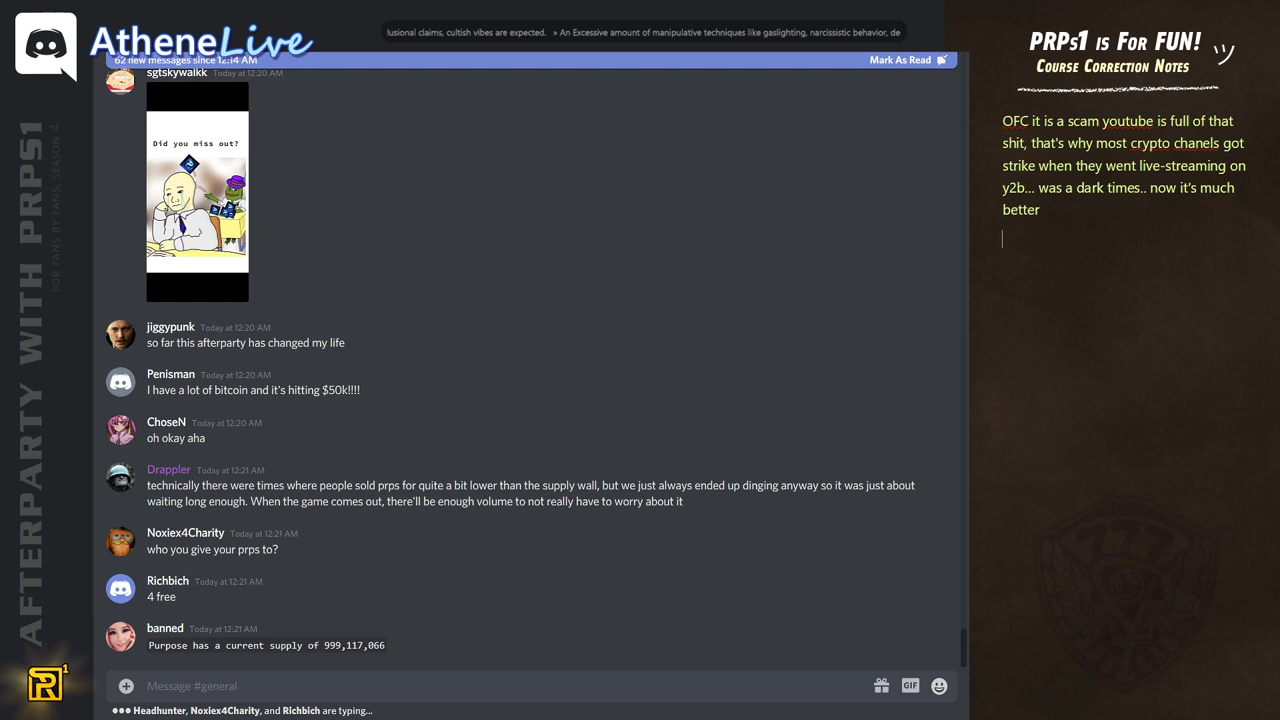 AtheneLive
lusional claims, cultish vibes are expected.   » An Excessive amount of manipulative techniques like gaslighting, narcissistic behavior, de
62 new messages since 12:14 AM
Mark As Read
sgtskywalkk Today at 12:20 AM
Did you miss out?
jiggypunk Today at 12:20 AM
so far this afterparty has changed my life
Penisman Today at 12:20 AM
I have a lot of bitcoin and it's hitting $50k!!!!
ChoseN Today at 12:20 AM
oh okay aha
Drappler Today at 12:21 AM
technically there were times where people sold prps for quite a bit lower than the supply wall, but we just always ended up dinging anyway so it was just about
waiting long enough. When the game comes out, there'll be enough volume to not really have to worry about it
Noxiex4Charity Today at 12:21 AM
who you give your prps to?
Richbich Today at 12:21 AM
4 free
banned Today at 12:21 AM
Purpose has a current supply of 999,117,066
Message #general
GIF
Headhunter, Noxiex4Charity, and Richbich are typing...
AFTERPARTY WITH PRPS1
FOR FANS BY FANS, SEASON 4
PRPs1 is For FUN!
Course Correction Notes
ツ
OFC it is a scam youtube is full of that
shit, that's why most crypto chanels got
strike when they went live-streaming on
y2b... was a dark times.. now it's much
better